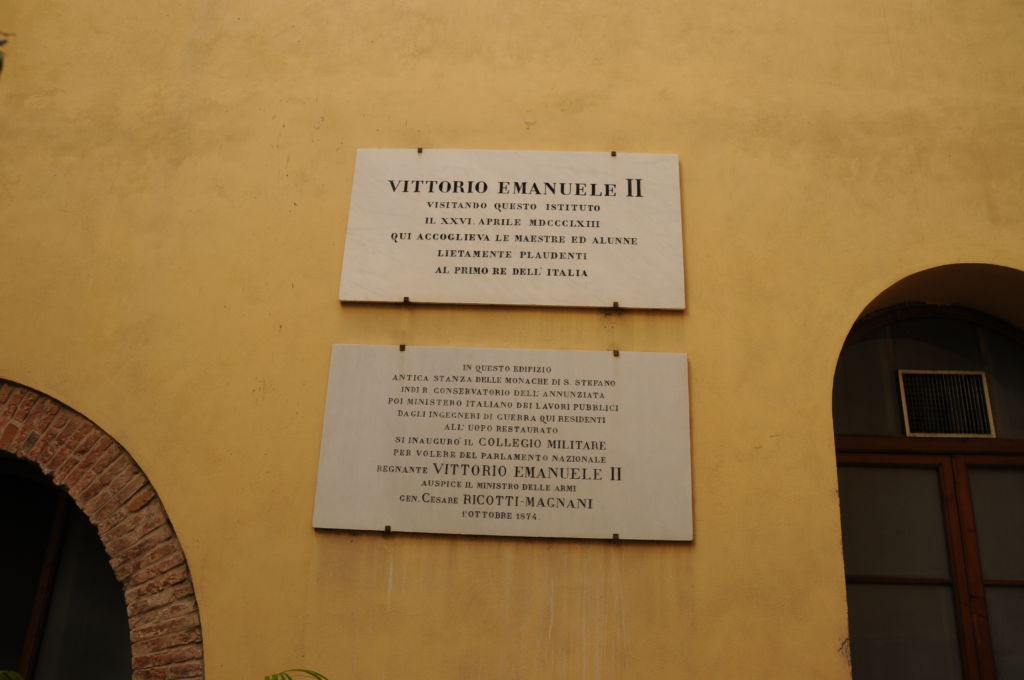 VITTORIO EMANUELE II
VISITANDO QUESTO ISTITUTO
IL XXVI. APRILE MDCCCLXIII
QUI ACCOGLIEVA LE MAESTRE ED ALUNNE
LIETAMENTE PLAUDENTI
AL PRIMO RE DELL' ITALIA
IN QUESTO EDIFIZIO
ANTICA STANZA DELLE MONACHE DI S. STEFANO
INDI R. CONSERVATORIO DELL' ANNUNZIATA
POI MINISTERO ITALIANO DEI LAVORI PUBBLICI
DAGLI INGEGNERI DI GUERRA QUI RESIDENTI
ALL' UOPO RESTAURATO
SI INAUGURO' IL COLLEGIO MILITARE
PER VOLERE DEL PARLAMENTO NAZIONALE
REGNANTE VITTORIO EMANUELE II
AUSPICE IL MINISTRO DELLE ARMI
GEN. CESARE RICOTTI-MAGNANI
1° OTTOBRE 1874.